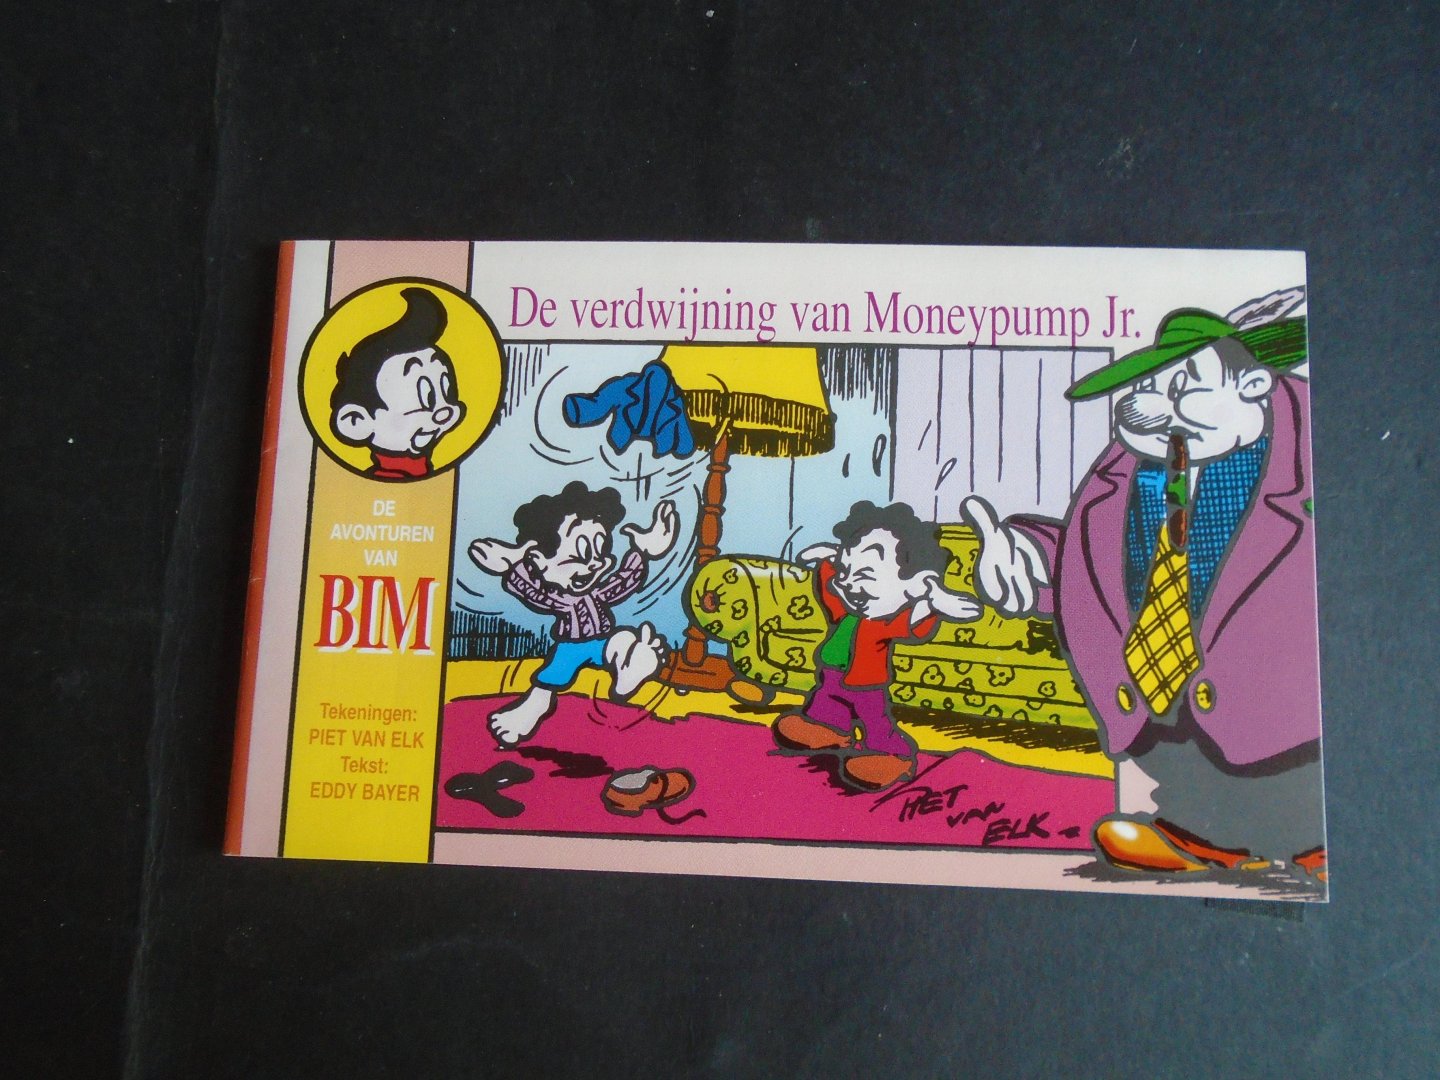 De verdwijning van Moneypump Jr.
DE
AVONTUREN
VAN
BIM
Tekeningen:
PIET VAN ELK
Tekst:
EDDY BAYER
PIET
VAN
ELK